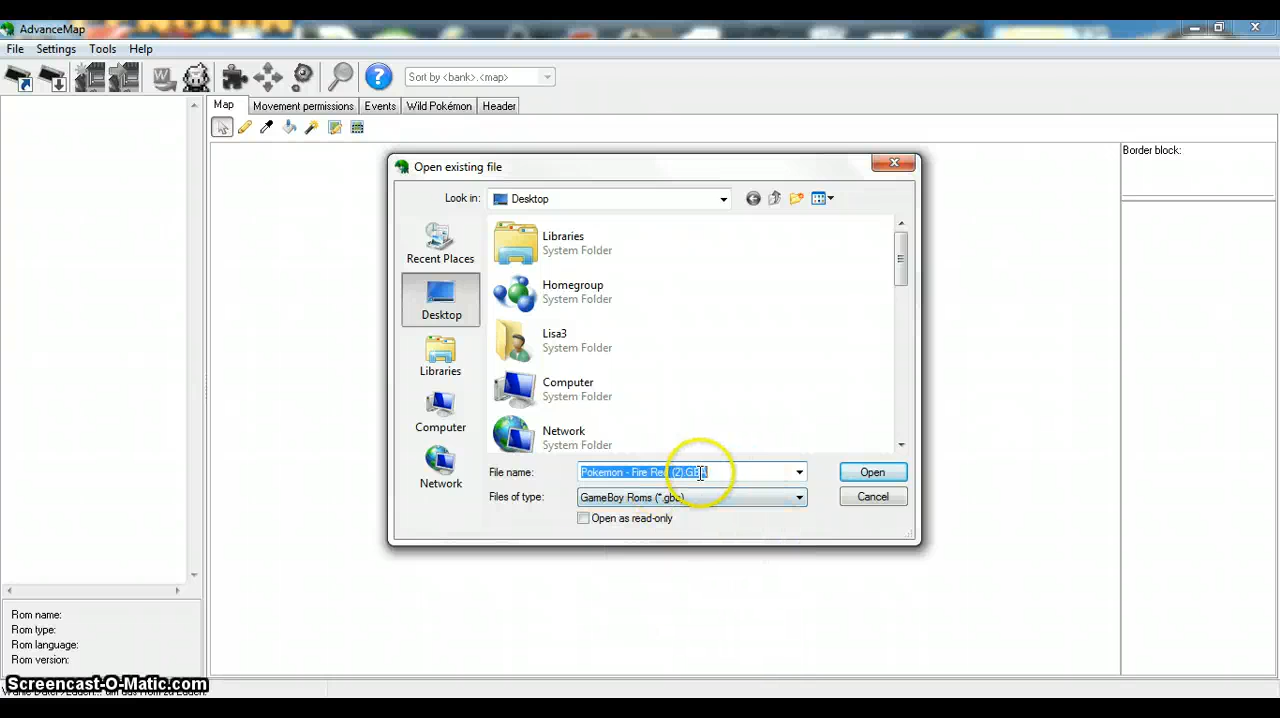 AdvanceMap
File Settings Tools Help
Sort by <bank>.<map>
Map Movement permissions Events Wild Pokémon Header
Border block:
Open existing file
Look in: Desktop
Recent Places
Desktop
Libraries
Computer
Network
Libraries
System Folder
Homegroup
System Folder
Lisa3
System Folder
Computer
System Folder
Network
System Folder
File name: Pokemon - Fire Red (2).GBA
Open
Files of type: GameBoy Roms (*.gba)
Cancel
Open as read-only
Rom name:
Rom type:
Rom language:
Rom version:
Screencast-O-Matic.com